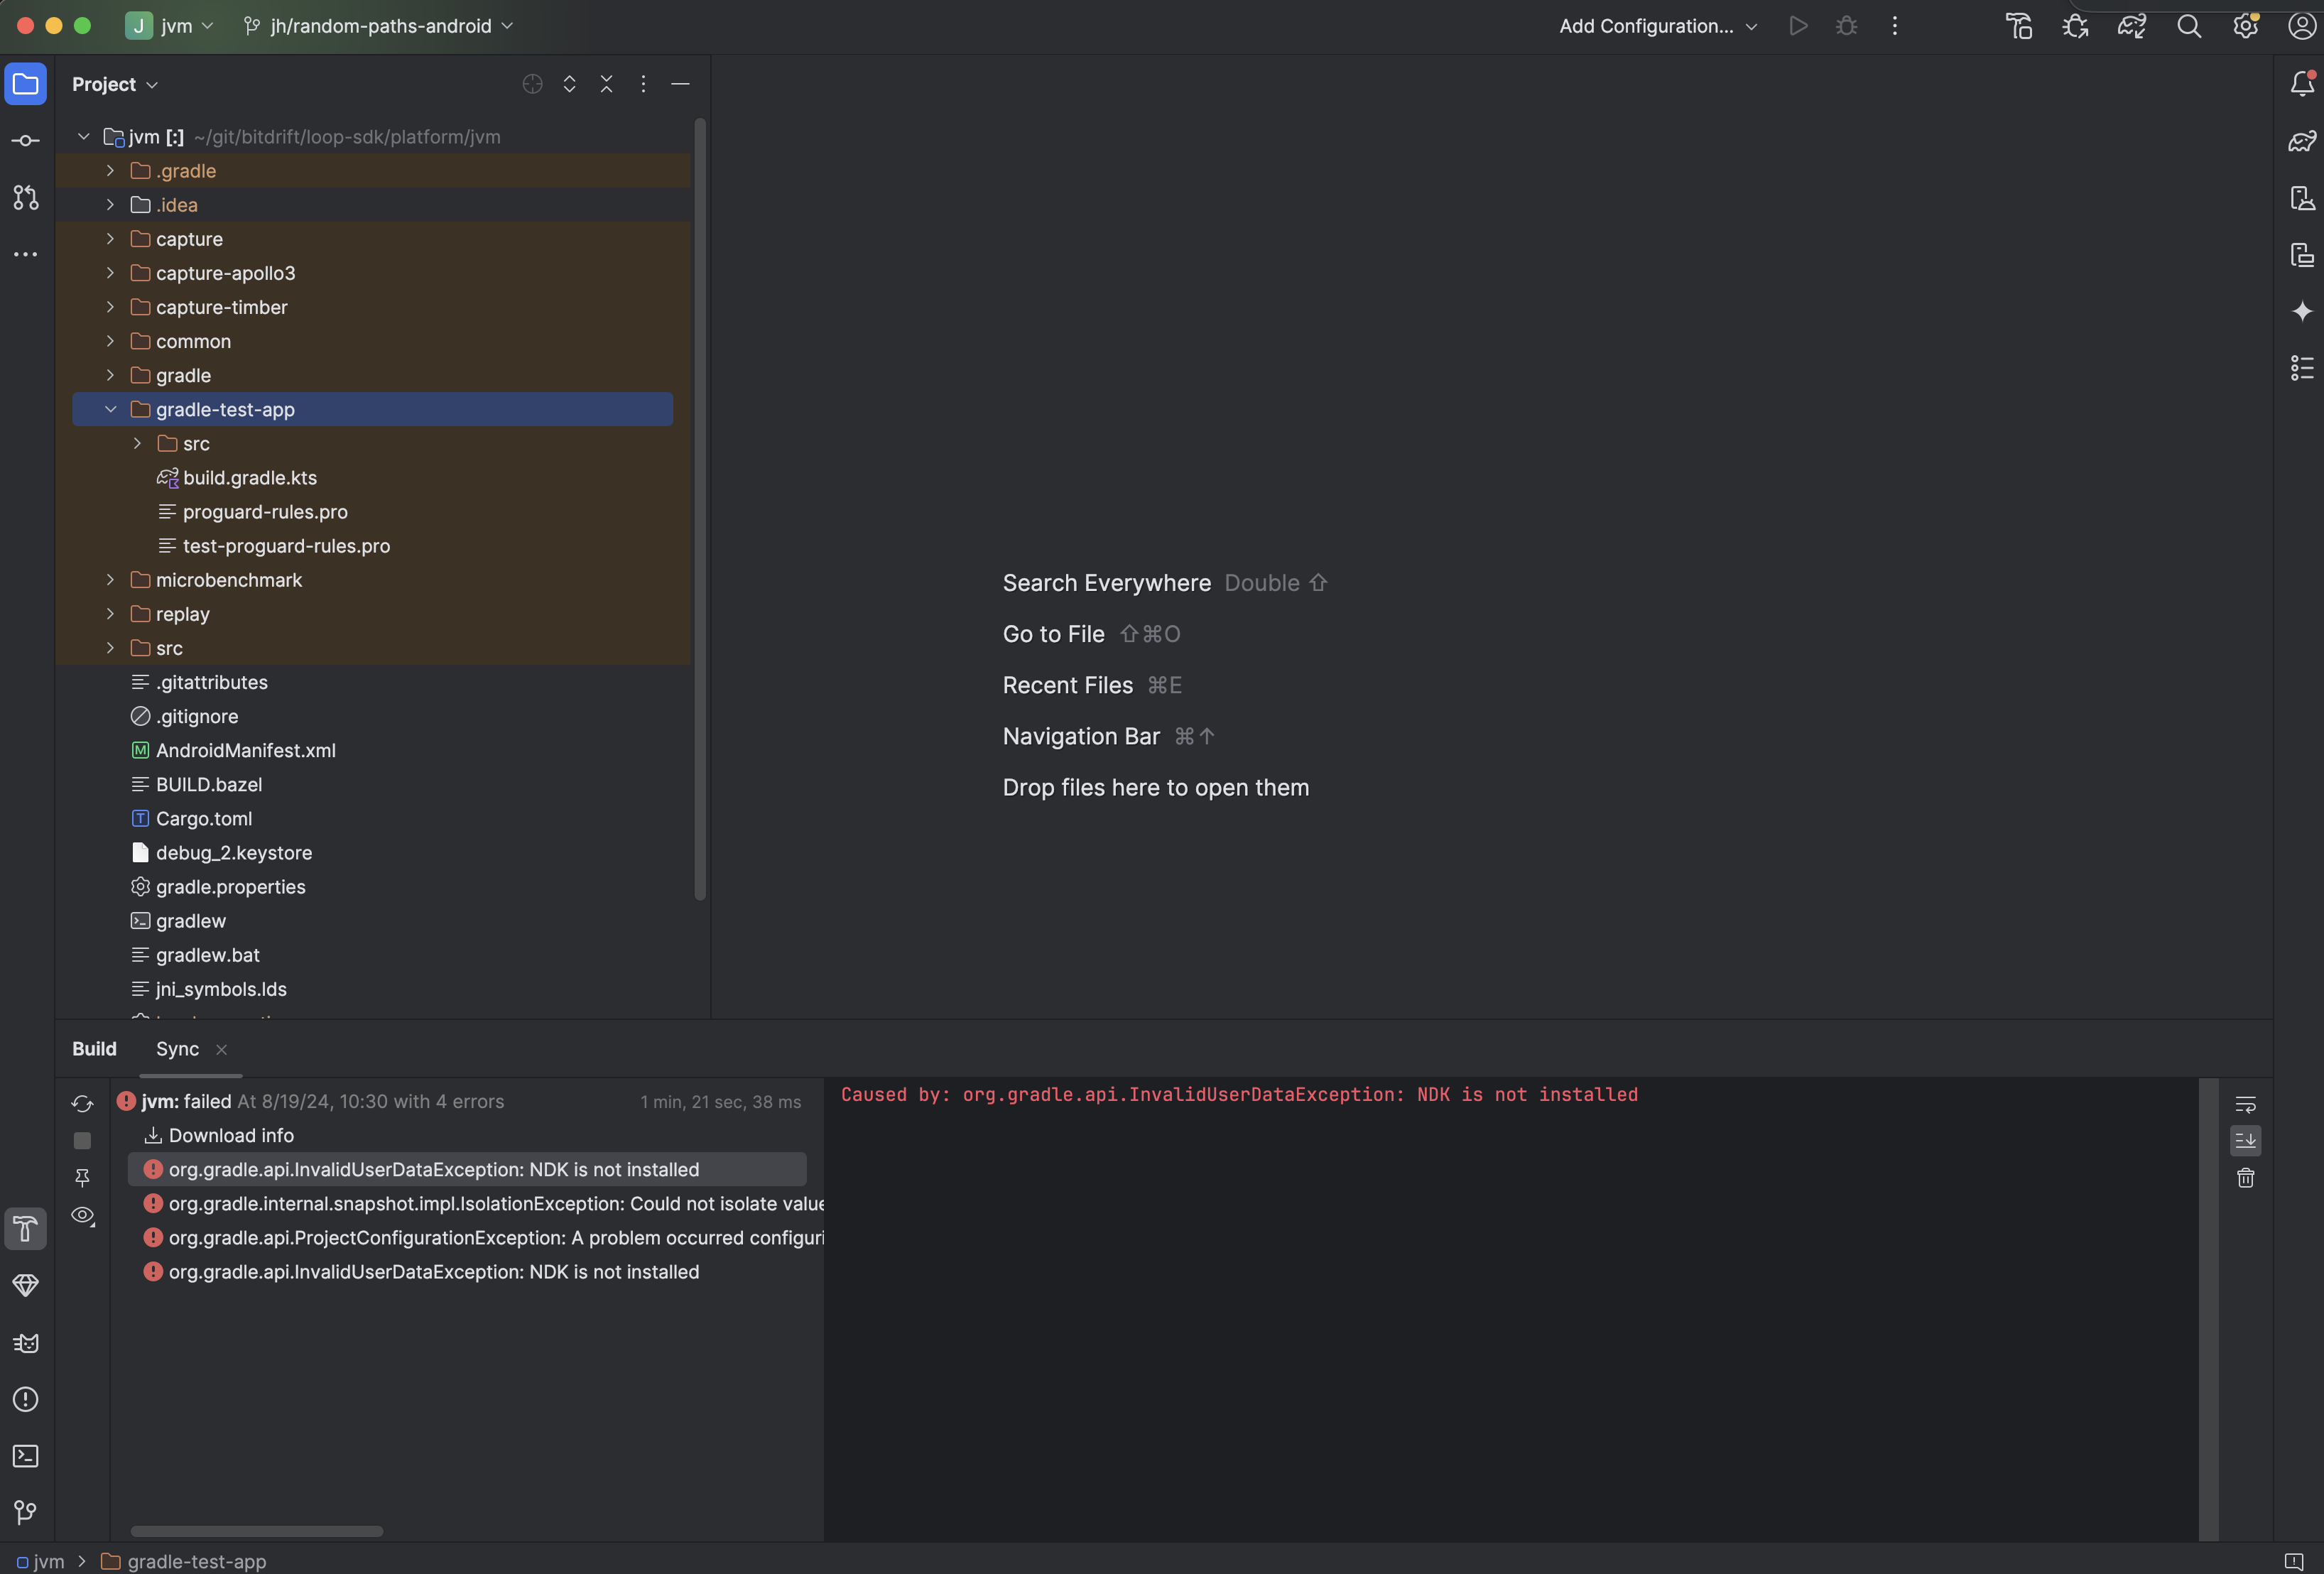 J jvm jh/random-paths-android Add Configuration...
Project
jvm [:] ~/git/bitdrift/loop-sdk/platform/jvm
.gradle
.idea
capture
capture-apollo3
capture-timber
common
gradle
gradle-test-app
src
build.gradle.kts
proguard-rules.pro
test-proguard-rules.pro
microbenchmark
replay
src
.gitattributes
.gitignore
AndroidManifest.xml
BUILD.bazel
Cargo.toml
debug_2.keystore
gradle.properties
gradlew
gradlew.bat
jni_symbols.lds
Search Everywhere Double ⇧
Go to File ⇧⌘O
Recent Files ⌘E
Navigation Bar ⌘↑
Drop files here to open them
Build Sync
jvm: failed At 8/19/24, 10:30 with 4 errors 1 min, 21 sec, 38 ms
Download info
org.gradle.api.InvalidUserDataException: NDK is not installed
org.gradle.internal.snapshot.impl.IsolationException: Could not isolate value
org.gradle.api.ProjectConfigurationException: A problem occurred configuri
org.gradle.api.InvalidUserDataException: NDK is not installed
Caused by: org.gradle.api.InvalidUserDataException: NDK is not installed
jvm > gradle-test-app